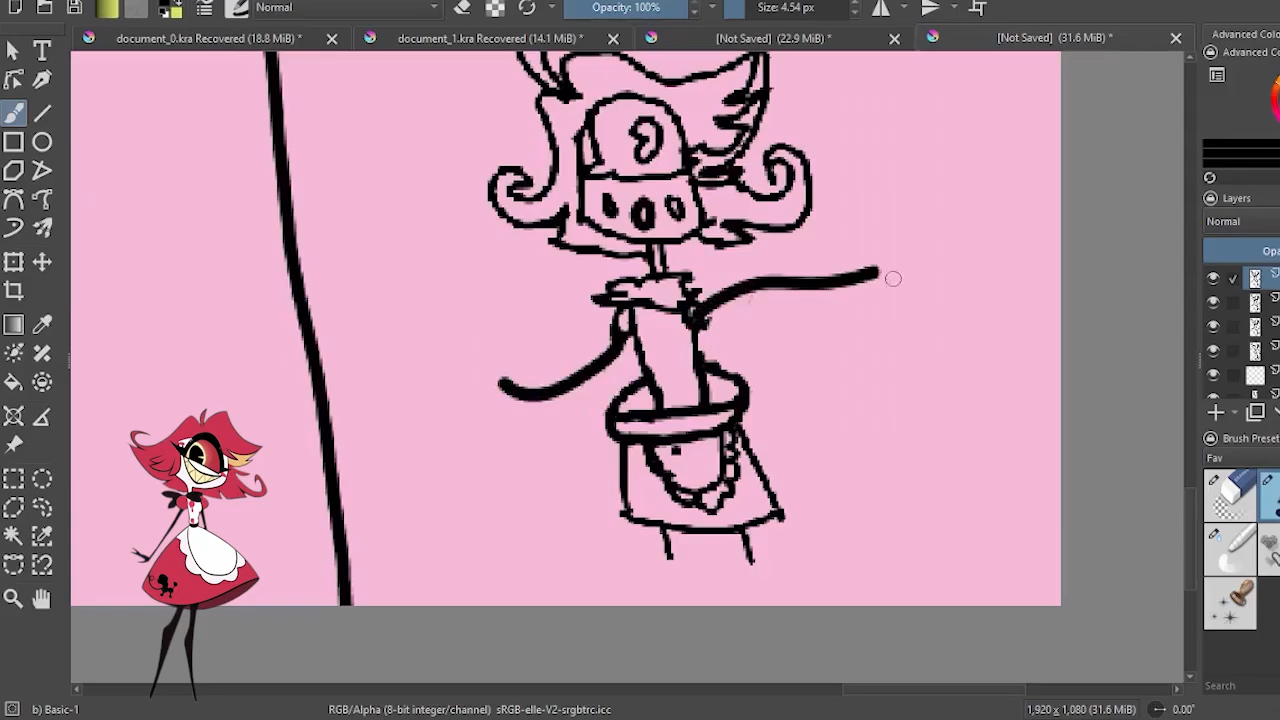 Normal
Opacity: 100%
Size: 4.54 px
document_0.kra Recovered (18.8 MiB) *
document_1.kra Recovered (14.1 MiB) *
[Not Saved] (22.9 MiB) *
[Not Saved] (31.6 MiB) *
Advanced Colo
Advanced Co
Layers
Normal
Opa
Brush Preset
Fav
Search
b) Basic-1
RGB/Alpha (8-bit integer/channel) sRGB-elle-V2-srgbtrc.icc
1,920 x 1,080 (31.6 MiB)
0.00°